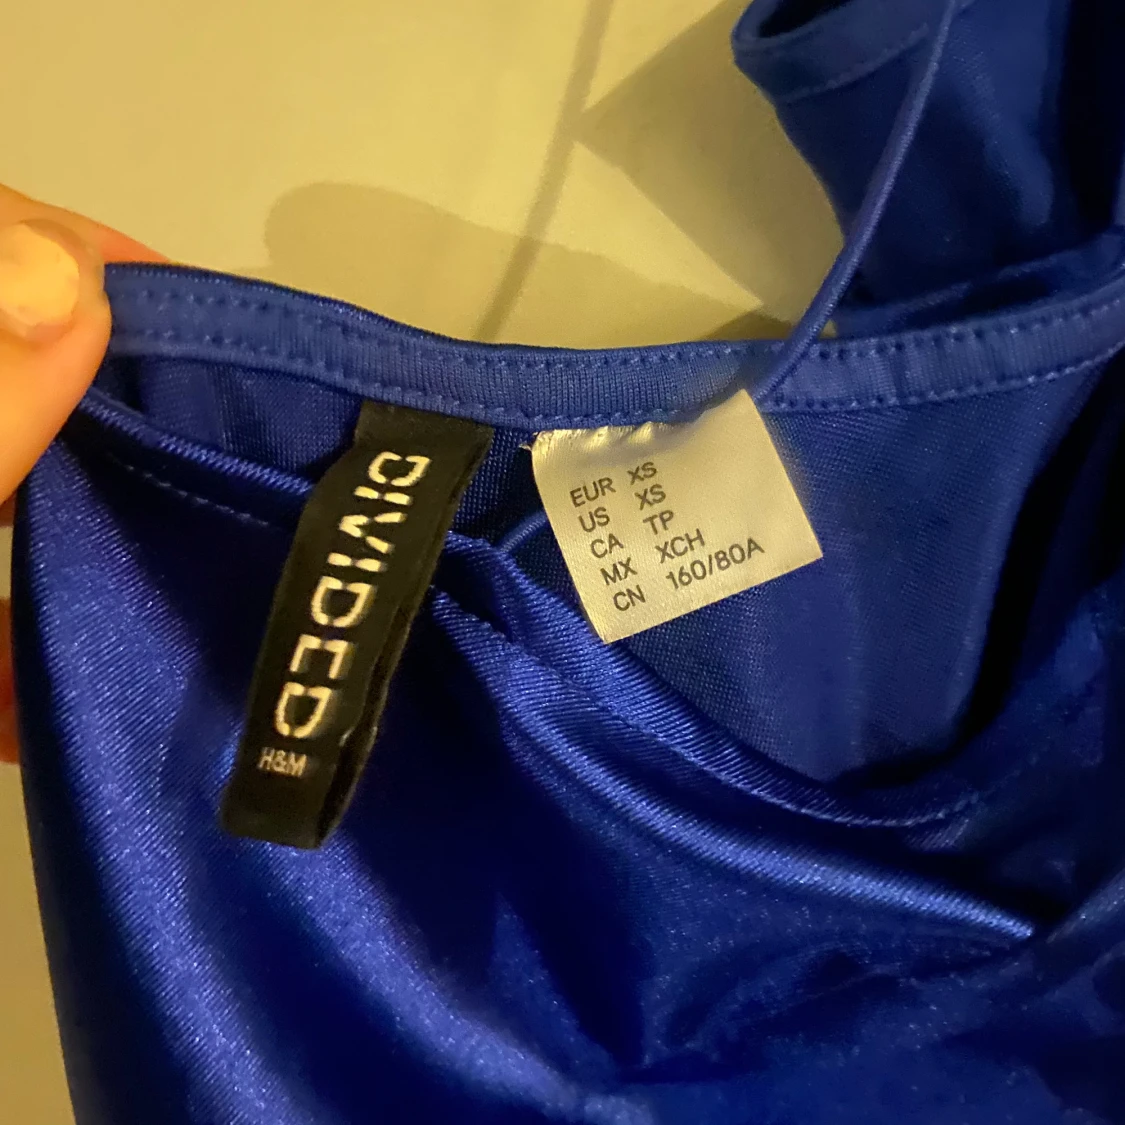 DIVIDED
H&M
EUR XS
US XS
CA TP
MX XCH
CN 160/80A